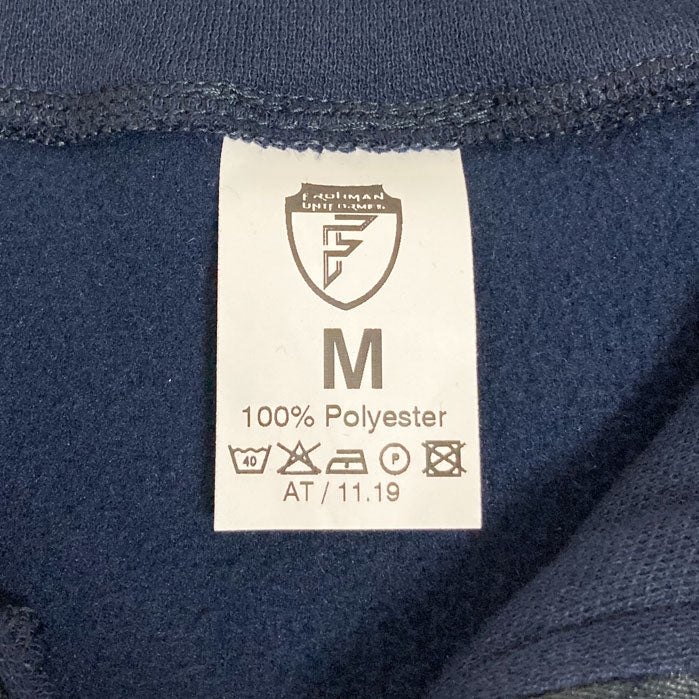 FROHMAN
UNIFORMES
M
100% Polyester
40 P
AT / 11.19